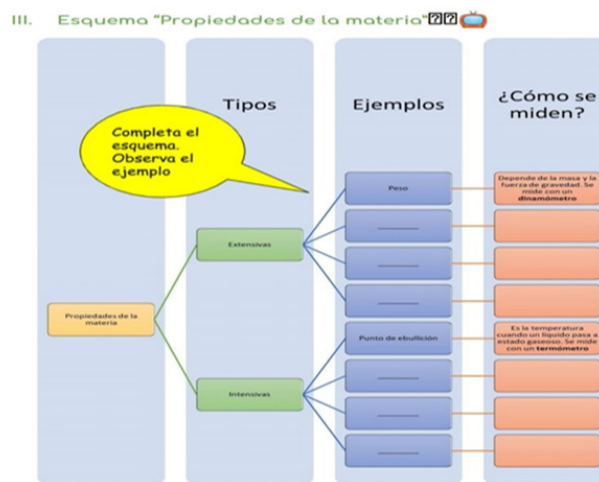 III. Esquema "Propiedades de la materia"
Tipos
Ejemplos
¿Cómo se
miden?
Completa el
esquema.
Observa el
ejemplo
Peso
Depende de la masa y la
fuerza de gravedad. Se
mide con un
dinamómetro
Extensivas
Propiedades de la
materia
Punto de ebullición
Es la temperatura
cuando un líquido pasa a
estado gaseoso. Se mide
con un termómetro
Intensivas